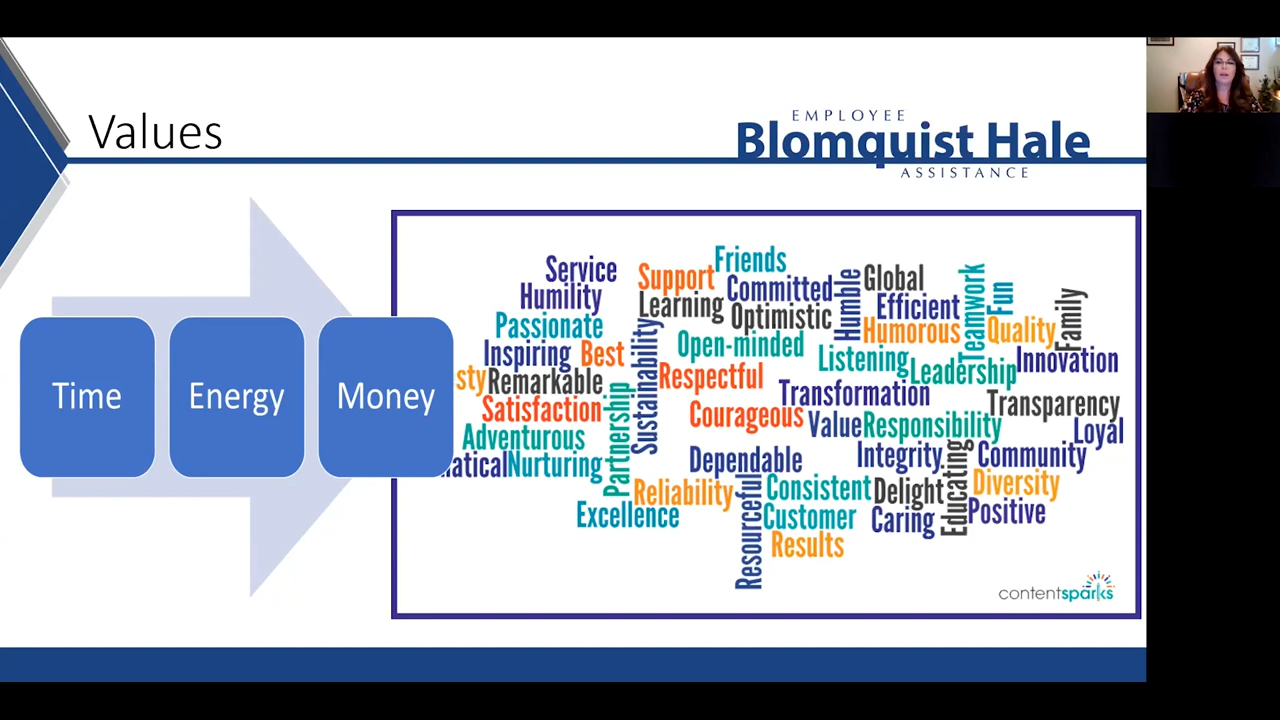 Values
EMPLOYEE
Blomquist Hale
ASSISTANCE
Time
Energy
Money
Service
Humility
Passionate
Inspiring
Best
sty
Remarkable
Satisfaction
Adventurous
atical
Nurturing
Partnership
Sustainability
Excellence
Reliability
Support
Learning
Friends
Committed
Optimistic
Open-minded
Respectful
Courageous
Dependable
Resourceful
Consistent
Customer
Results
Humble
Global
Efficient
Humorous
Listening
Leadership
Transformation
Value
Responsibility
Integrity
Delight
Caring
Educating
Teamwork
Fun
Quality
Family
Innovation
Transparency
Loyal
Community
Diversity
Positive
contentsparks